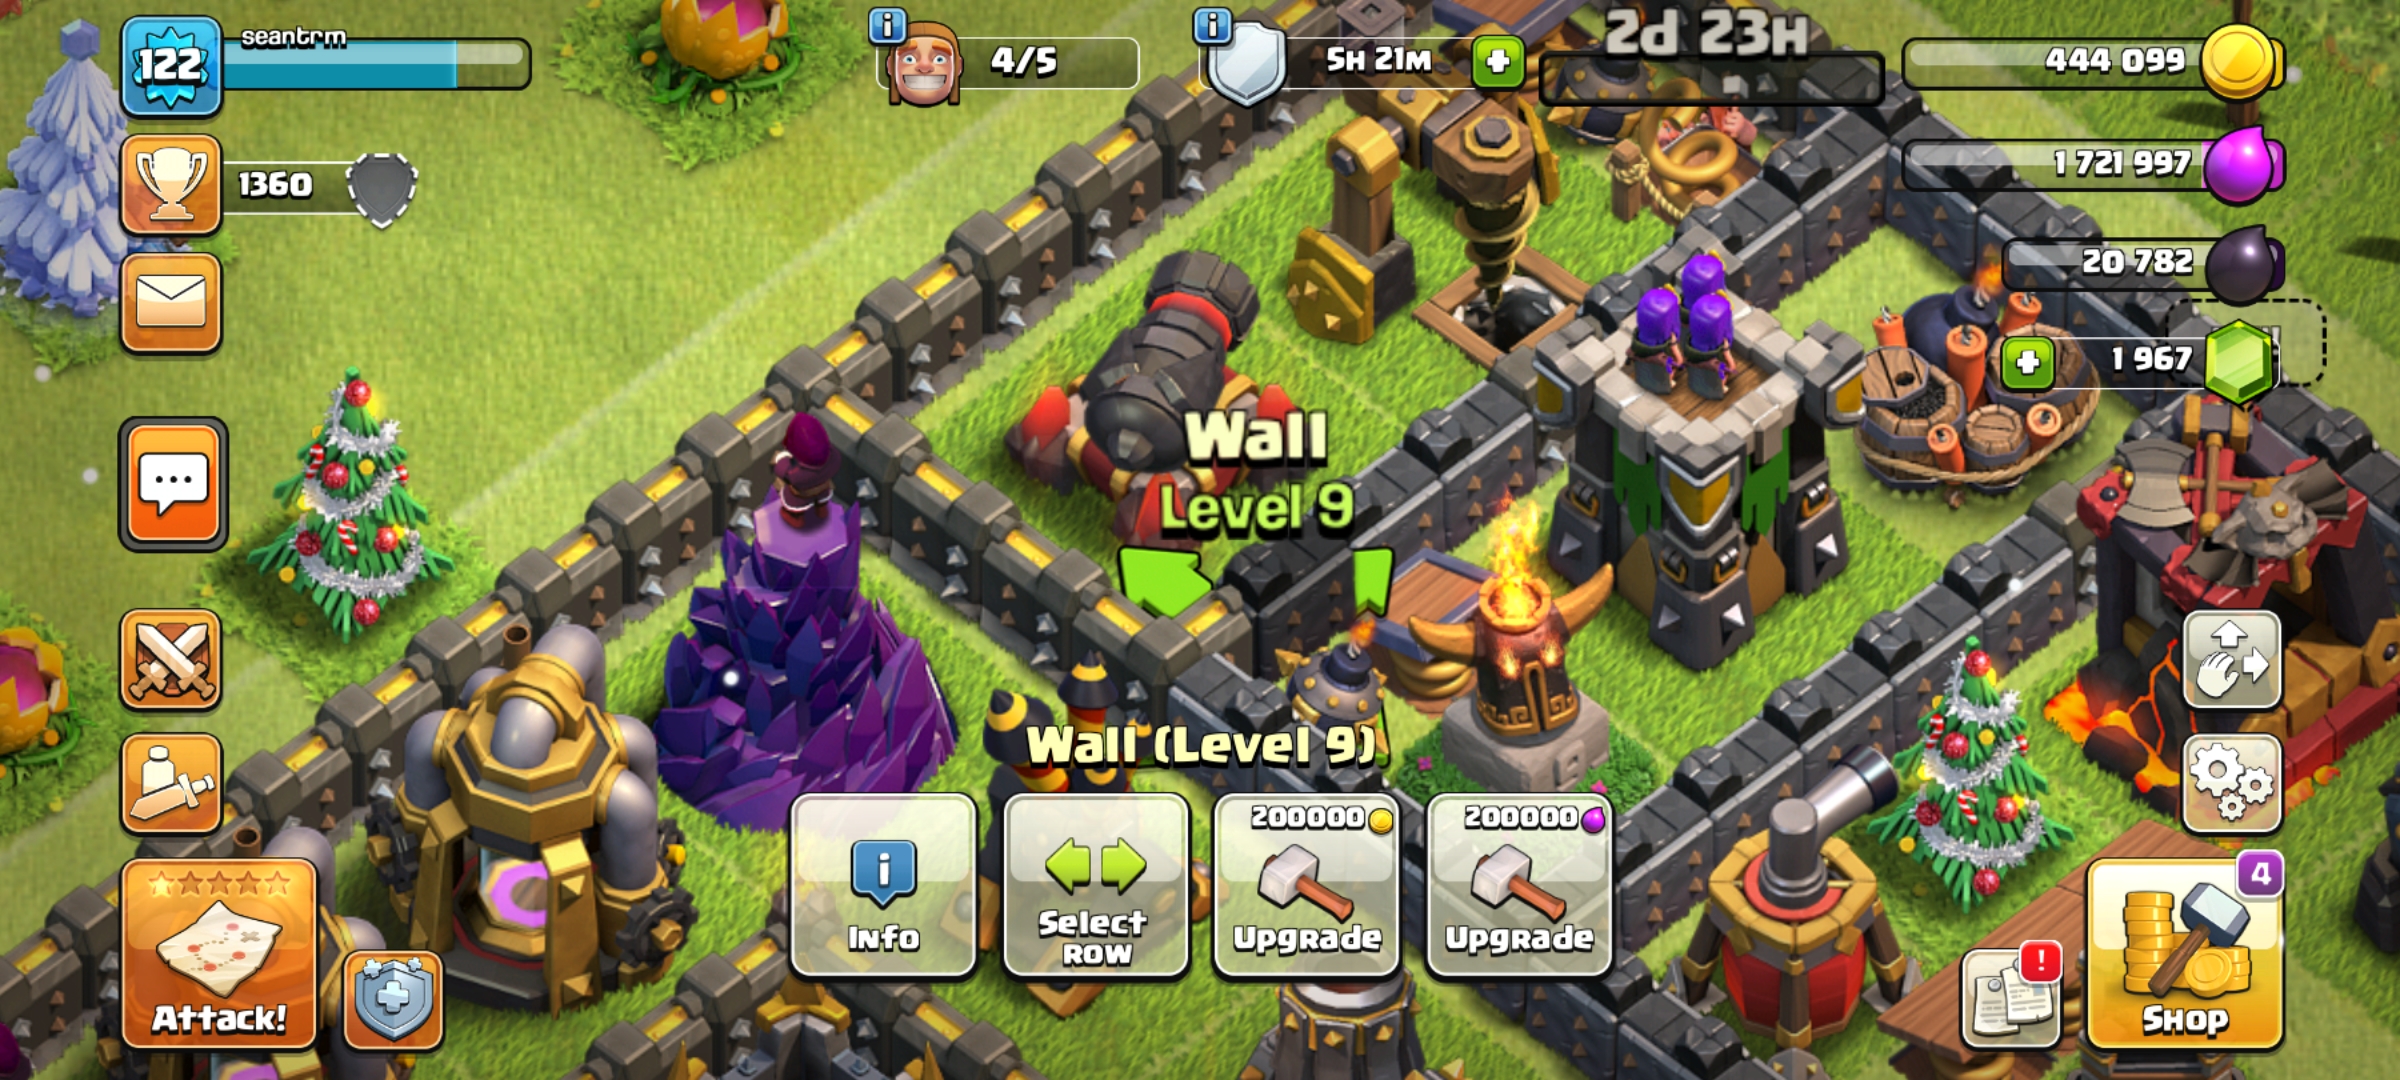 122
seantrm
4/5
5H 21M
2d 23H
444 099
1360
1 721 997
20 782
1 967
Wall
Level 9
Wall (Level 9)
Info
Select
Row
200000
Upgrade
200000
Upgrade
Attack!
4
Shop